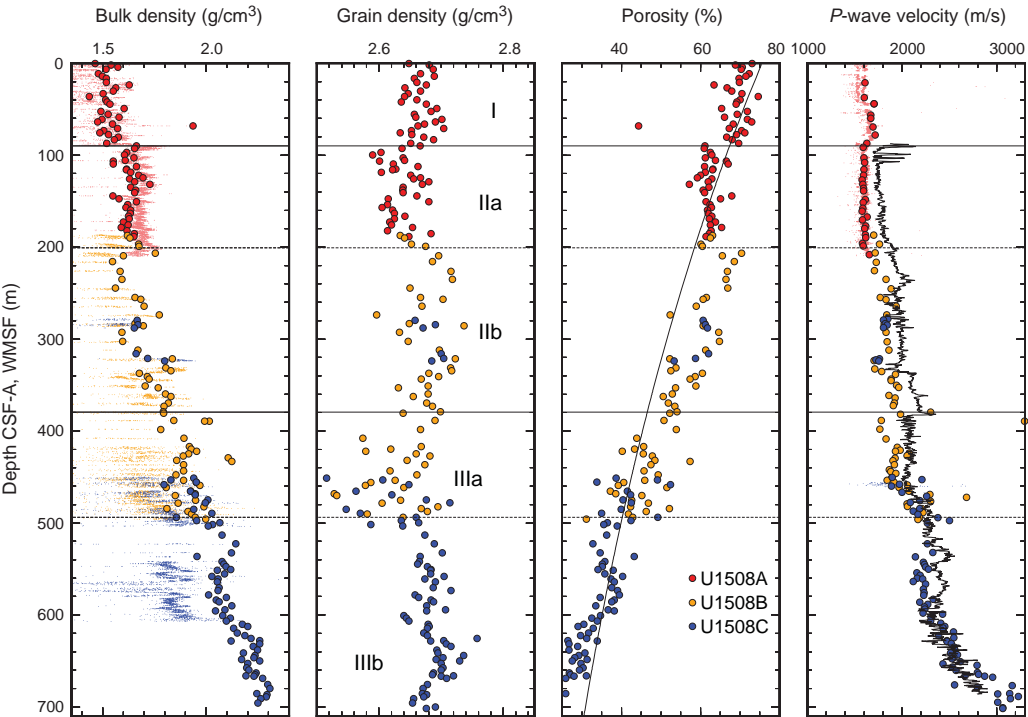 Bulk density (g/cm3)
Grain density (g/cm3)
Porosity (%)
P-wave velocity (m/s)
1.5 2.0
2.6 2.8
40 60 80
1000 2000 3000
Depth CSF-A, WMSF (m)
0
100
200
300
400
500
600
700
I
IIa
IIb
IIIa
IIIb
U1508A
U1508B
U1508C